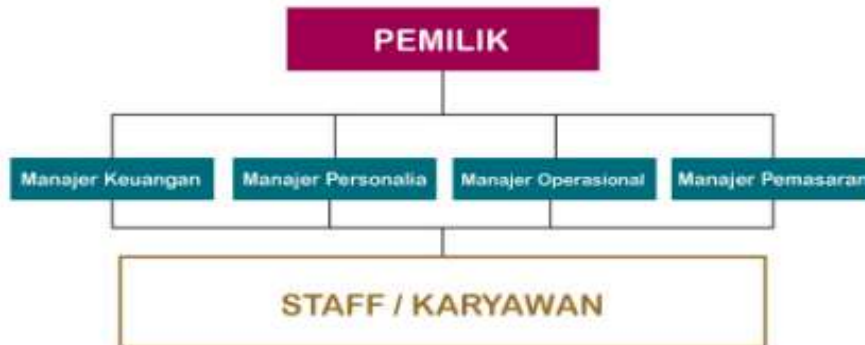 PEMILIK
Manajer Keuangan
Manajer Personalia
Manajer Operasional
Manajer Pemasaran
STAFF / KARYAWAN